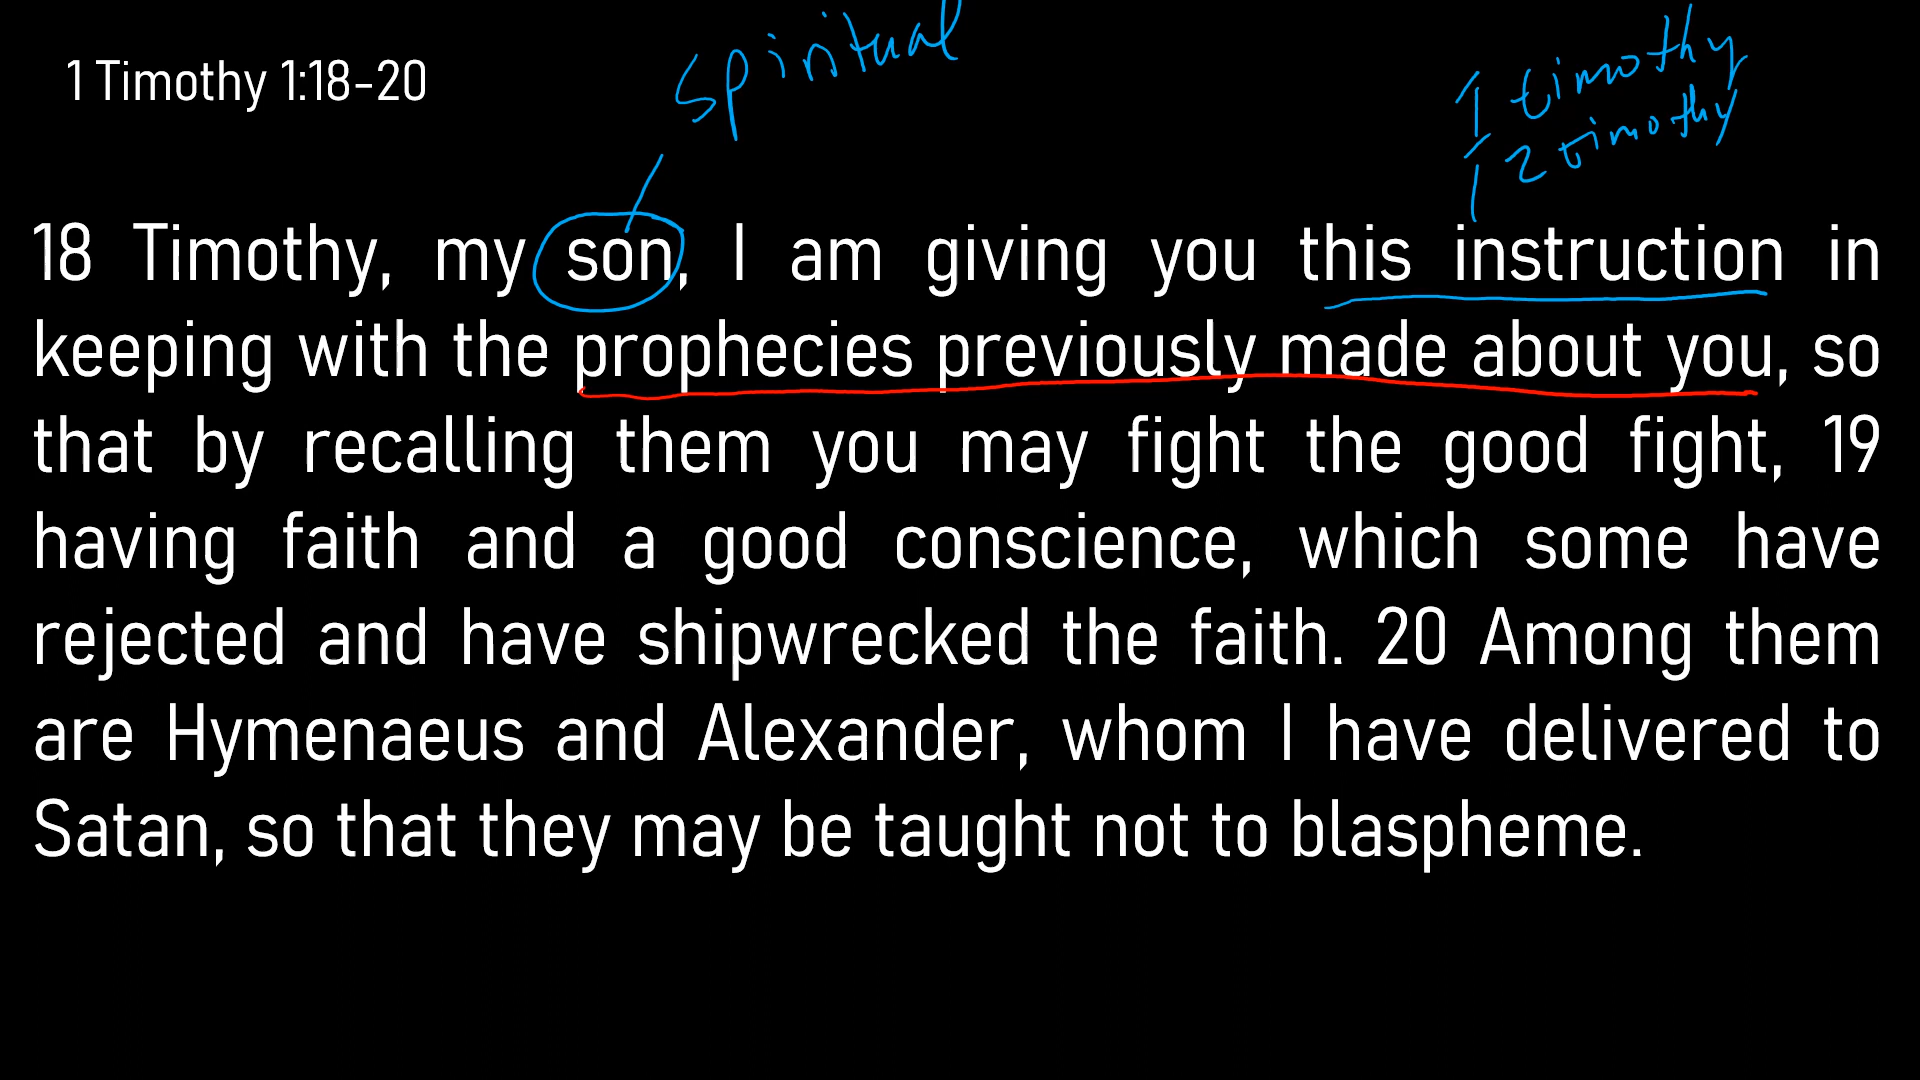 spiritual
1 timothy
2 timothy
1 Timothy 1:18-20
18 Timothy, my son, I am giving you this instruction in
keeping with the prophecies previously made about you, so
that by recalling them you may fight the good fight, 19
having faith and a good conscience, which some have
rejected and have shipwrecked the faith. 20 Among them
are Hymenaeus and Alexander, whom I have delivered to
Satan, so that they may be taught not to blaspheme.